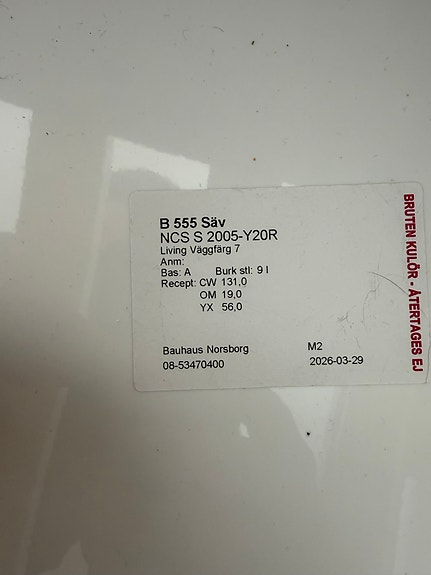 B 555 Säv
NCS S 2005-Y20R
Living Väggfärg 7
Anm:
Bas: A Burk stl: 9 l
Recept: CW 131,0
OM 19,0
YX 56,0
Bauhaus Norsborg M2
08-53470400 2026-03-29
BRUTEN KULÖR - ÅTERTAGES EJ